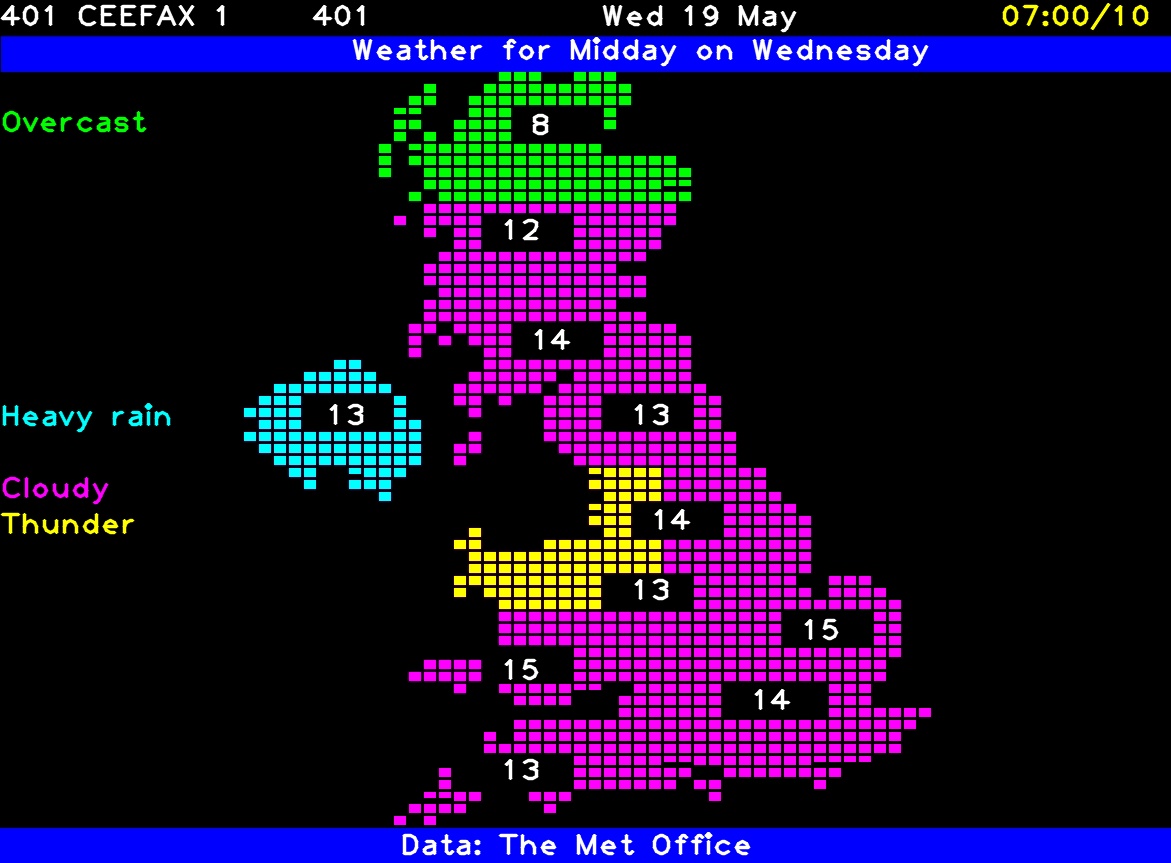 401 CEEFAX 1 401 Wed 19 May 07:00/10
Weather for Midday on Wednesday
Overcast
8
12
14
Heavy rain
13
13
Cloudy
Thunder
14
13
15
15
14
13
Data: The Met Office